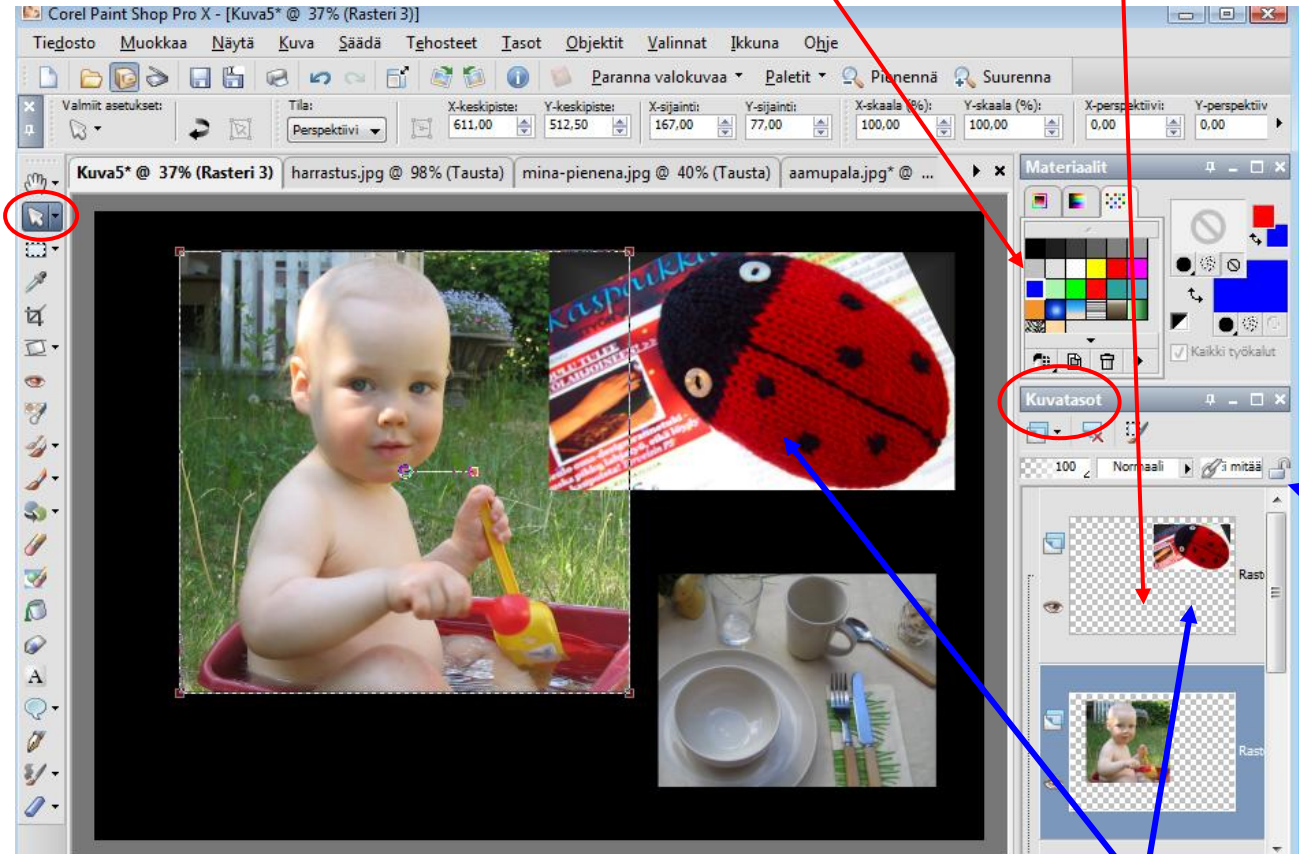 Corel Paint Shop Pro X - [Kuva5* @ 37% (Rasteri 3)]
Tiedosto Muokkaa Näytä Kuva Säädä Tehosteet Tasot Objektit Valinnat Ikkuna Ohje
Paranna valokuvaa Paletit Pienennä Suurenna
Valmiit asetukset: Tila: X-keskipiste: Y-keskipiste: X-sijainti: Y-sijainti: X-skaala (%): Y-skaala (%): X-perspektiivi: Y-perspektiiv
Perspektiivi 611,00 512,50 167,00 77,00 100,00 100,00 0,00 0,00
Kuva5* @ 37% (Rasteri 3) harrastus.jpg @ 98% (Tausta) mina-pienena.jpg @ 40% (Tausta) aamupala.jpg* @ ...
Materiaalit
Kaikki työkalut
Kuvatasot
100 Normaali i mitää
Rast
Rast